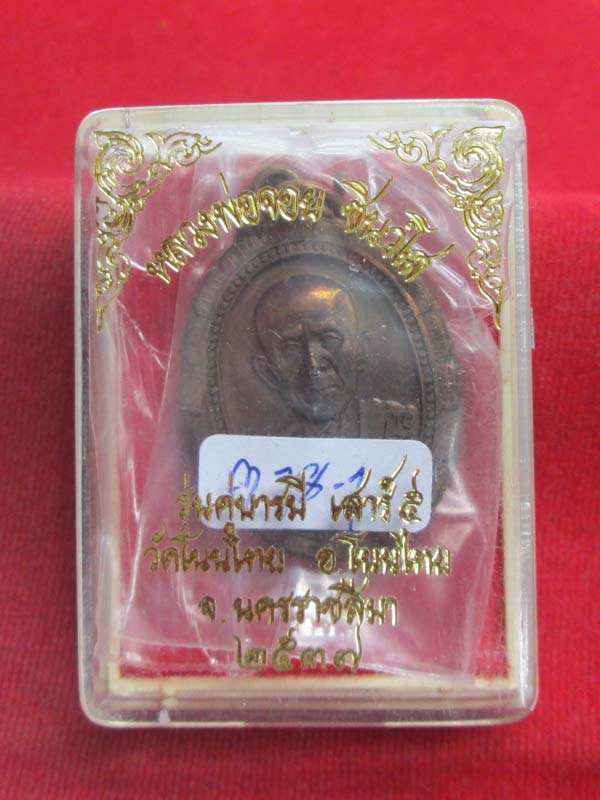 หลวงพ่อจอย ชินวํโส
รุ่นคู่บารมี เสาร์ ๕
วัดโนนไทย อ.โนนไทย
จ.นครราชสีมา
๒๕๓๗